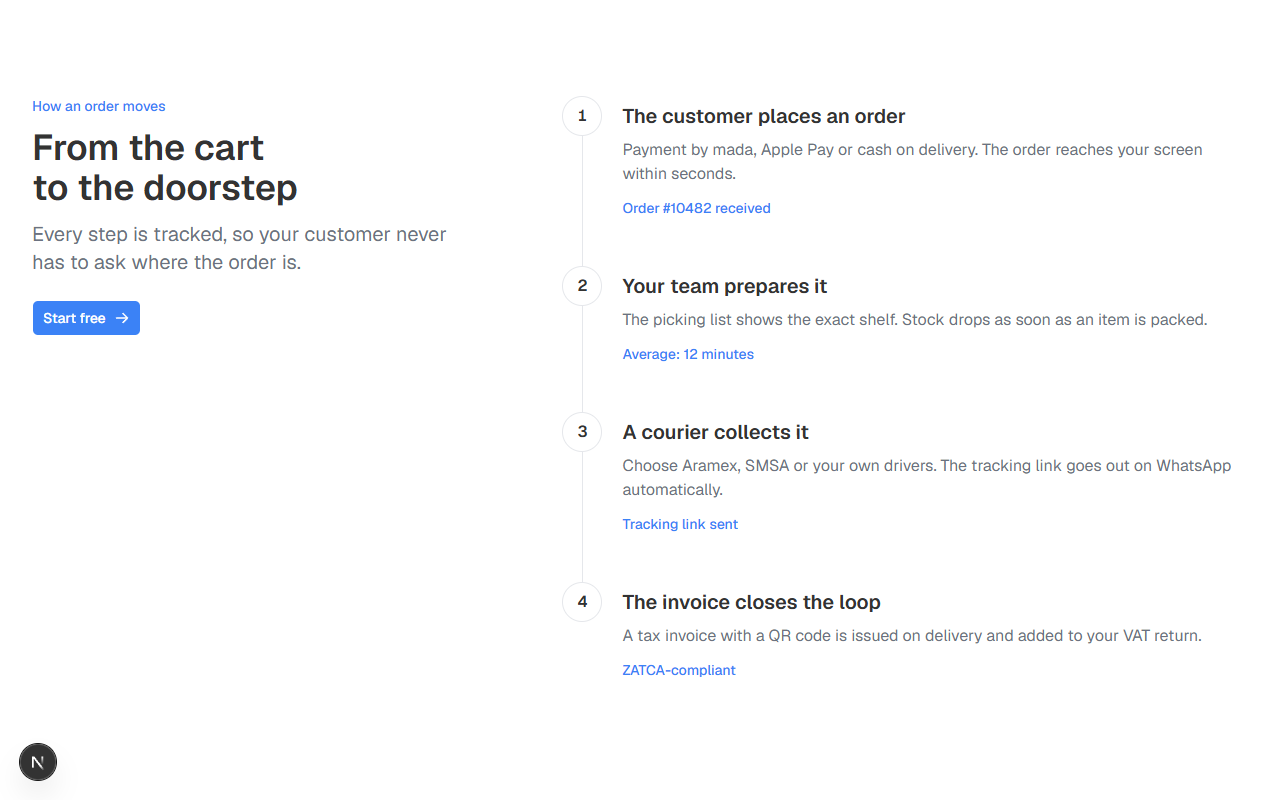 How an order moves
From the cart
to the doorstep
Every step is tracked, so your customer never
has to ask where the order is.
Start free
1
The customer places an order
Payment by mada, Apple Pay or cash on delivery. The order reaches your screen
within seconds.
Order #10482 received
2
Your team prepares it
The picking list shows the exact shelf. Stock drops as soon as an item is packed.
Average: 12 minutes
3
A courier collects it
Choose Aramex, SMSA or your own drivers. The tracking link goes out on WhatsApp
automatically.
Tracking link sent
4
The invoice closes the loop
A tax invoice with a QR code is issued on delivery and added to your VAT return.
ZATCA-compliant
N